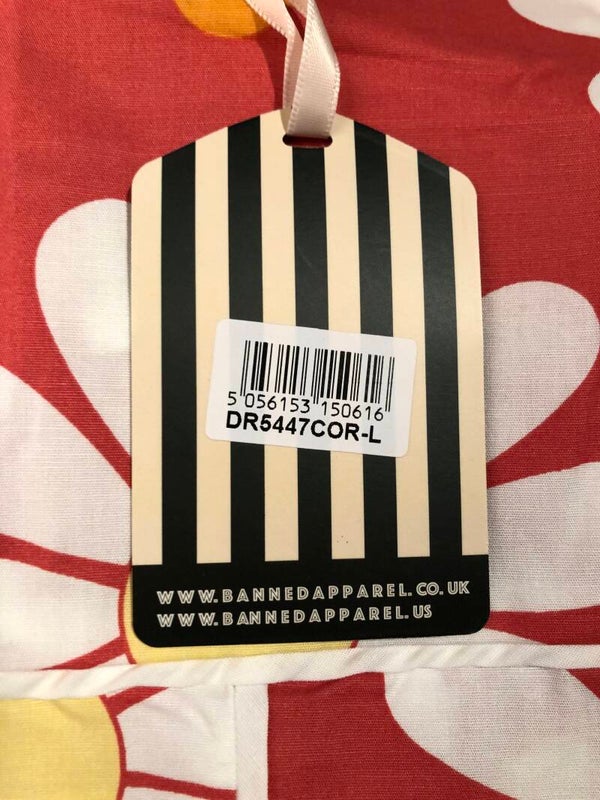 5 056153 150616
DR5447COR-L
WWW.BANNEDAPPAREL.CO.UK
WWW.BANNEDAPPAREL.US